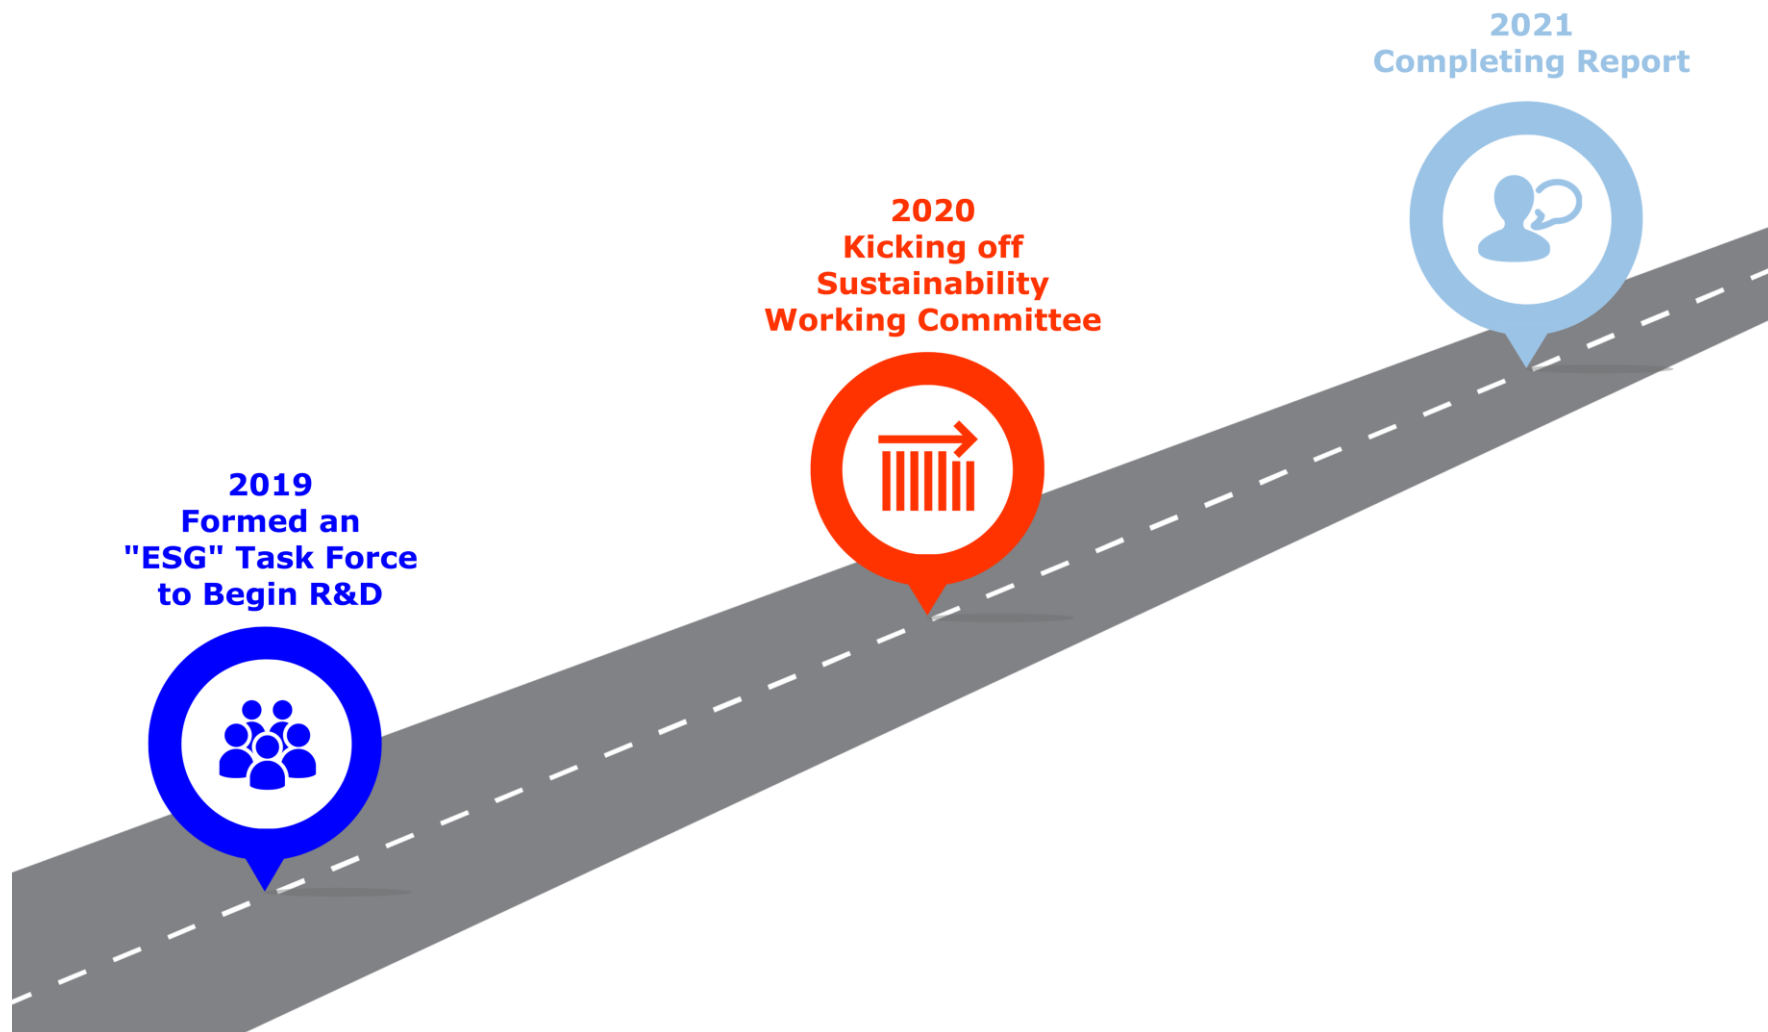 2021
Completing Report
2020
Kicking off
Sustainability
Working Committee
2019
Formed an
"ESG" Task Force
to Begin R&D